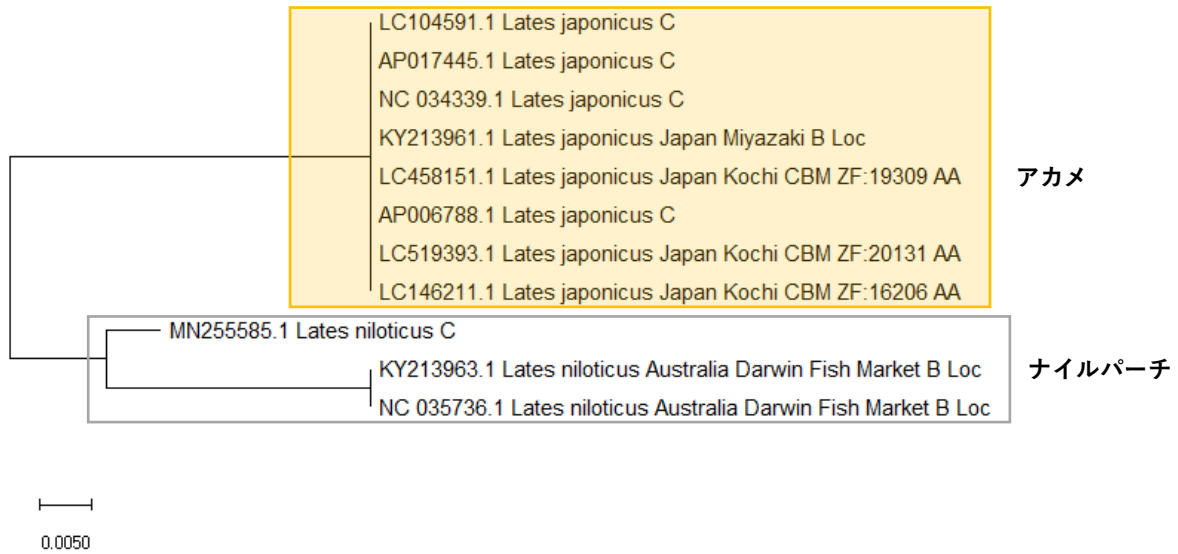 LC104591.1 Lates japonicus C
AP017445.1 Lates japonicus C
NC 034339.1 Lates japonicus C
KY213961.1 Lates japonicus Japan Miyazaki B Loc
LC458151.1 Lates japonicus Japan Kochi CBM ZF:19309 AA
アカメ
AP006788.1 Lates japonicus C
LC519393.1 Lates japonicus Japan Kochi CBM ZF:20131 AA
LC146211.1 Lates japonicus Japan Kochi CBM ZF:16206 AA
MN255585.1 Lates niloticus C
KY213963.1 Lates niloticus Australia Darwin Fish Market B Loc
ナイルパーチ
NC 035736.1 Lates niloticus Australia Darwin Fish Market B Loc
0.0050